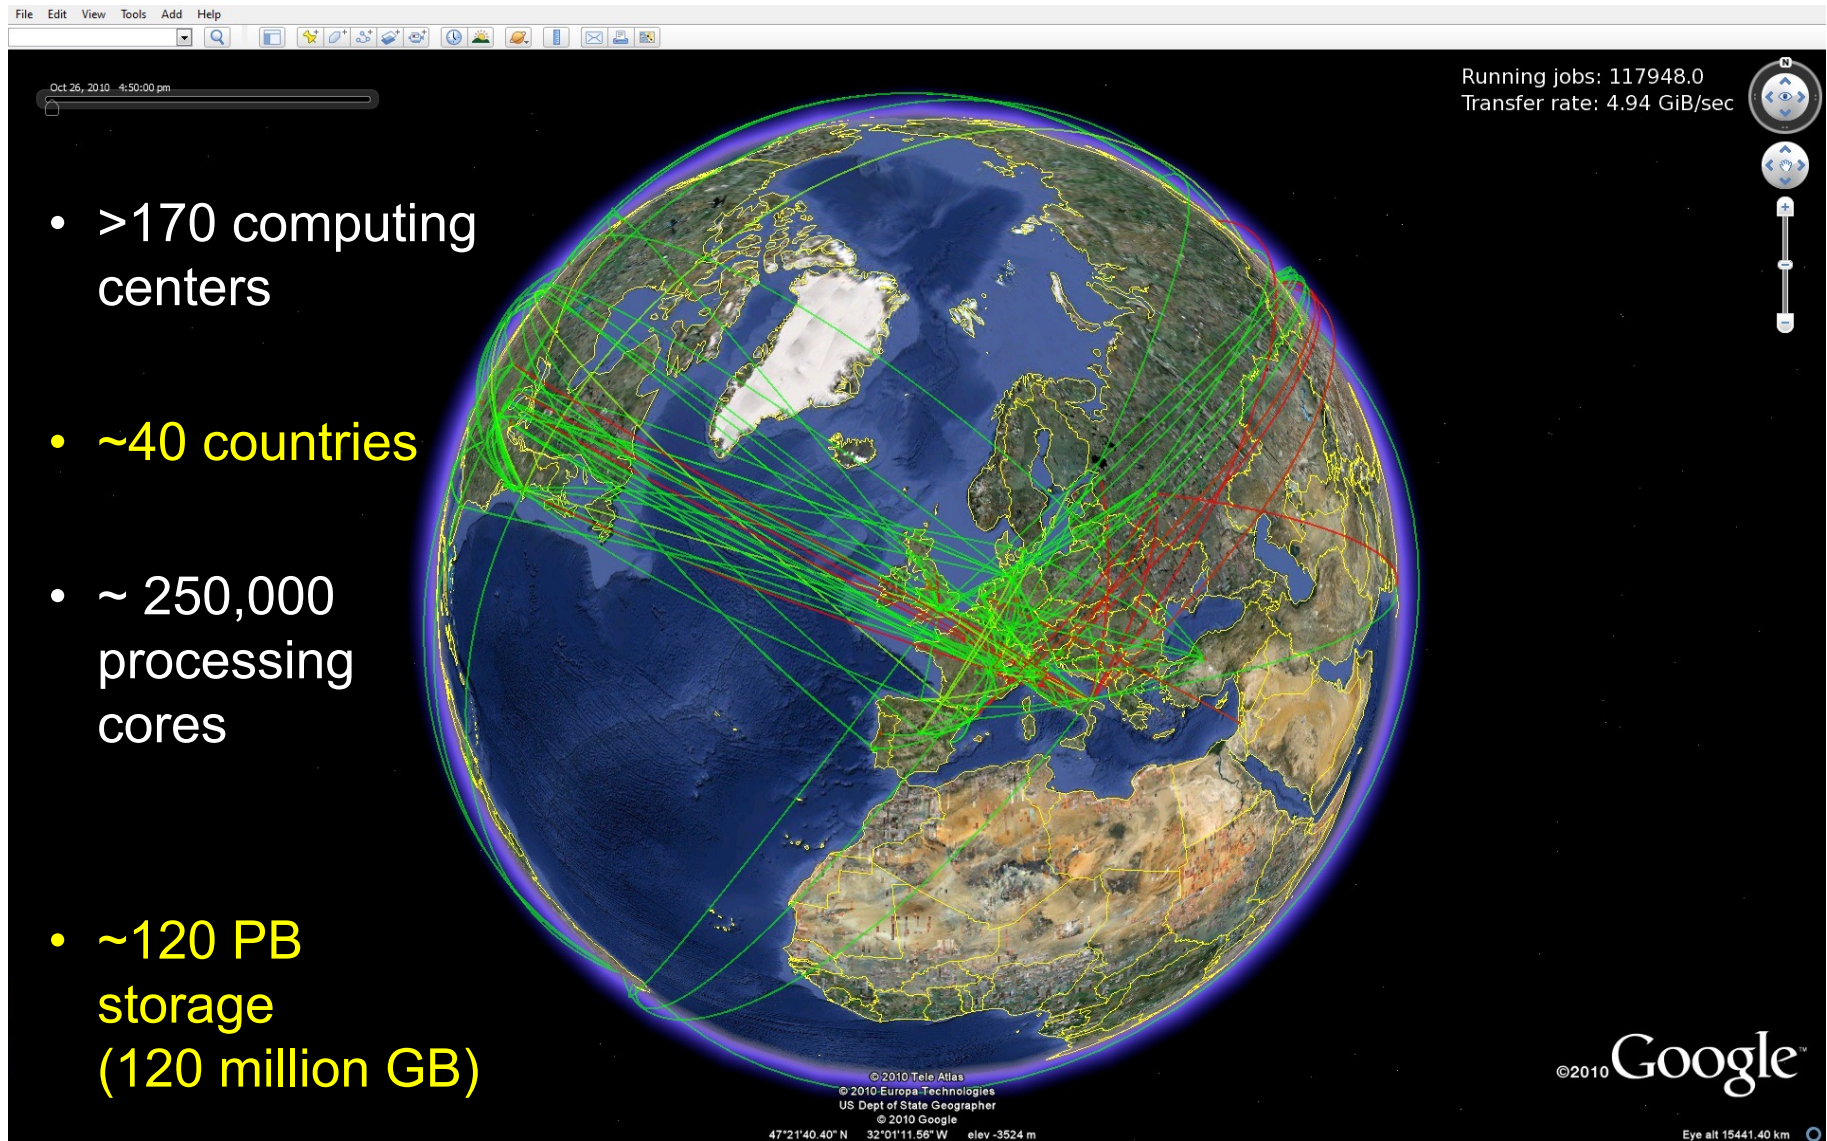 File Edit View Tools Add Help
Oct 26, 2010 4:50:00 pm
Running jobs: 117948.0
Transfer rate: 4.94 GiB/sec
N
• >170 computing
centers
• ~40 countries
• ~ 250,000
processing
cores
• ~120 PB
storage
(120 million GB)
© 2010 Tele Atlas
© 2010 Europa Technologies
US Dept of State Geographer
© 2010 Google
©2010 Google™
47°21'40.40" N 32°01'11.56" W elev -3524 m
Eye alt 15441.40 km